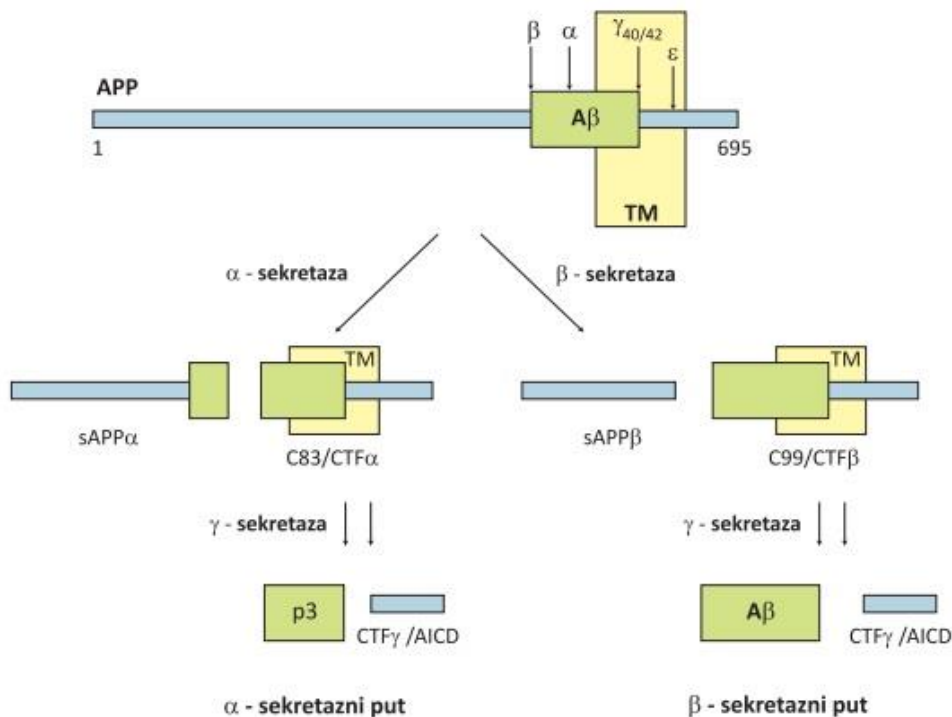 β α γ40/42 ε
APP
Aβ
1 695
TM
α - sekretaza β - sekretaza
TM TM
sAPPα sAPPβ
C83/CTFα C99/CTFβ
γ - sekretaza γ - sekretaza
p3 Aβ
CTFγ /AICD CTFγ /AICD
α - sekretazni put β - sekretazni put